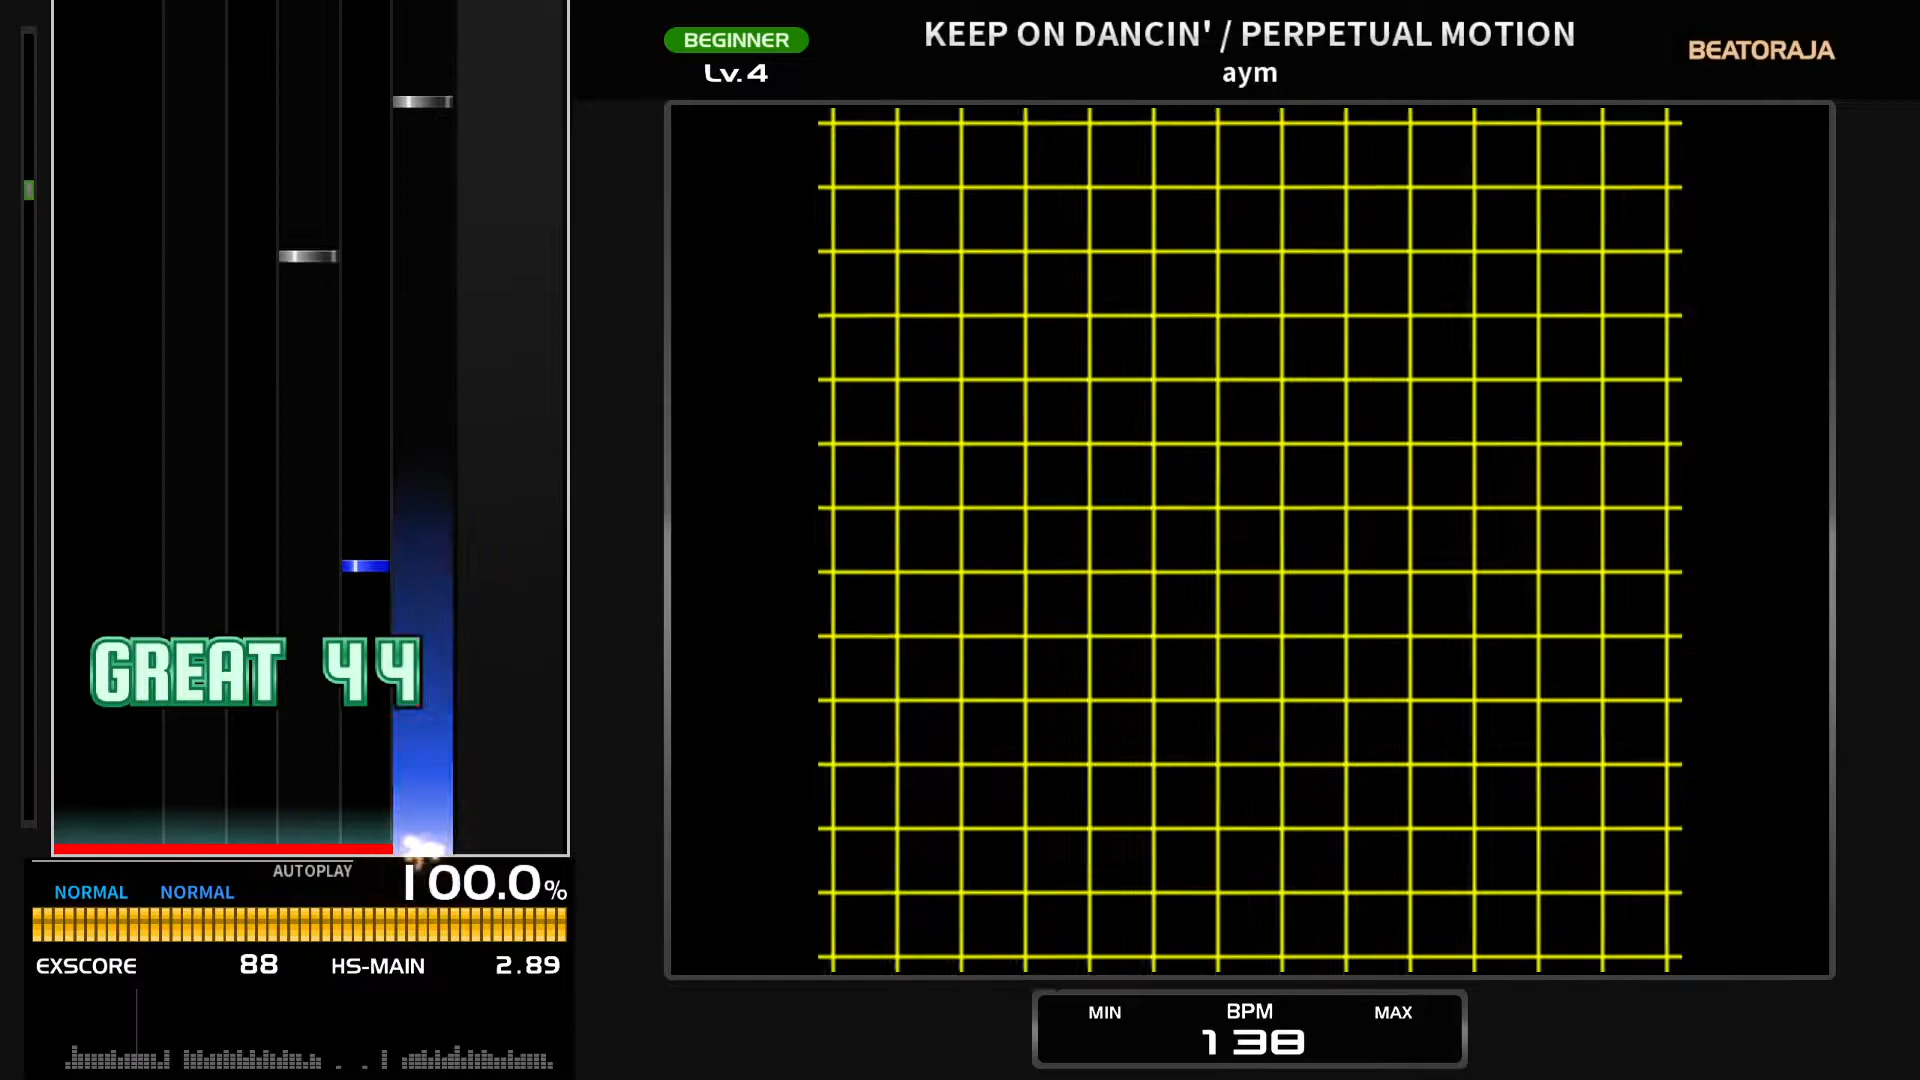 BEGINNER
Lv.4
KEEP ON DANCIN' / PERPETUAL MOTION
aym
BEATORAJA
GREAT 44
AUTOPLAY
NORMAL NORMAL
100.0%
EXSCORE 88 HS-MAIN 2.89
MIN BPM MAX
138